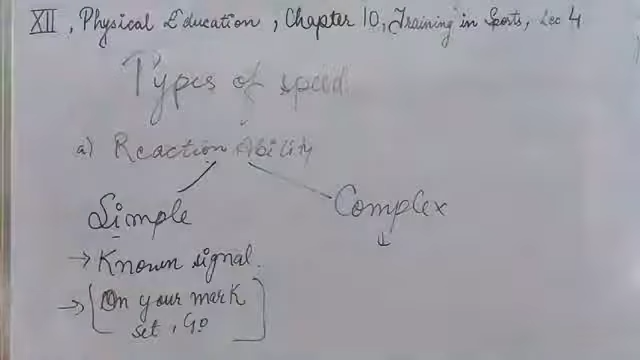 XII, Physical Education, Chapter 10, Training in Sports, Lec 4
Types of speed
a) Reaction Ability
Simple
Complex
→ Known signal.
↓
→ [On your mark
set, Go]